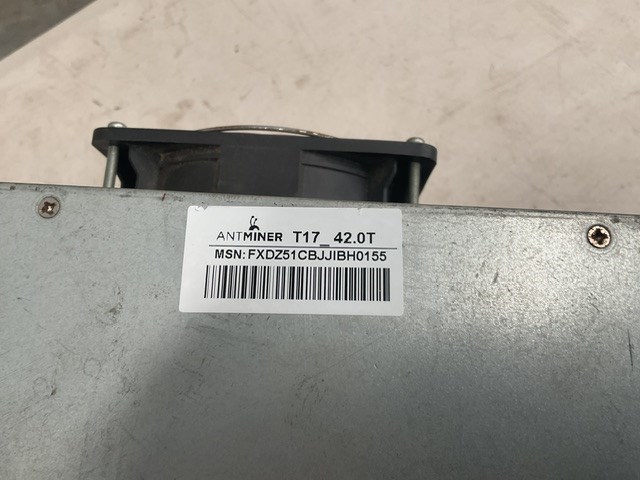 ANTMINER T17_42.0T
MSN:FXDZ51CBJJIBH0155